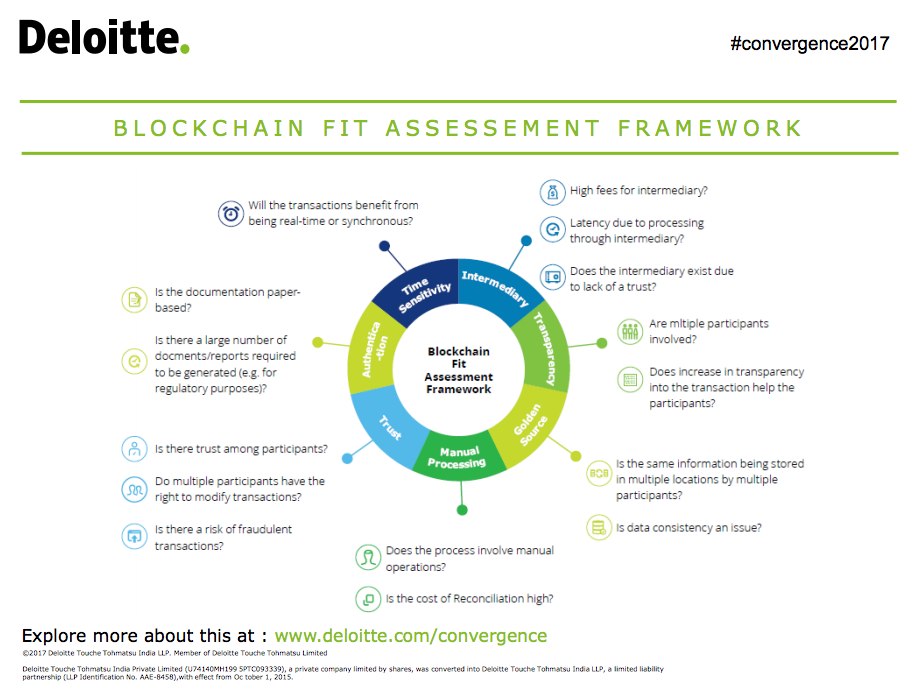 Deloitte.
#convergence2017
BLOCKCHAIN FIT ASSESSEMENT FRAMEWORK
Will the transactions benefit from
being real-time or synchronous?
High fees for intermediary?
Latency due to processing
through intermediary?
Does the intermediary exist due
to lack of a trust?
Is the documentation paper-
based?
Is there a large number of
docments/reports required
to be generated (e.g. for
regulatory purposes)?
Are mltiple participants
involved?
Does increase in transparency
into the transaction help the
participants?
Time
Sensitivity
Intermediary
Transparency
Golden
Source
Manual
Processing
Trust
Authentica
-tion
Blockchain
Fit
Assessment
Framework
Is there trust among participants?
Do multiple participants have the
right to modify transactions?
Is there a risk of fraudulent
transactions?
Is the same information being stored
in multiple locations by multiple
participants?
Is data consistency an issue?
Does the process involve manual
operations?
Is the cost of Reconciliation high?
Explore more about this at : www.deloitte.com/convergence
©2017 Deloitte Touche Tohmatsu India LLP. Member of Deloitte Touche Tohmatsu Limited
Deloitte Touche Tohmatsu India Private Limited (U74140MH199 5PTC093339), a private company limited by shares, was converted into Deloitte Touche Tohmatsu India LLP, a limited liability
partnership (LLP Identification No. AAE-8458),with effect from Oc tober 1, 2015.